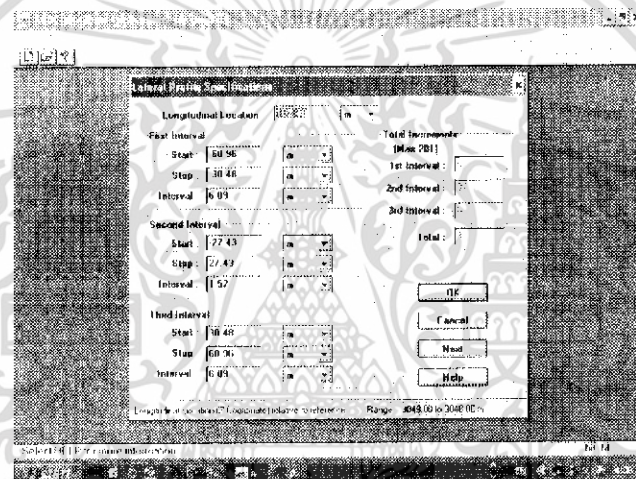 Lateral Profile Specifications
Longitudinal Location m
First Interval
Start : -60.96 m
Stop : -30.48 m
Interval 6.09 m
Second Interval
Start : -27.43 m
Stop : 27.43 m
Interval : 1.52 m
Third Interval
Start : 30.48 m
Stop 60.96 m
Interval 6.09 m
Total Increments
(Max 201)
1st Interval :
2nd Interval :
3rd Interval :
Total :
OK
Cancel
Next
Help